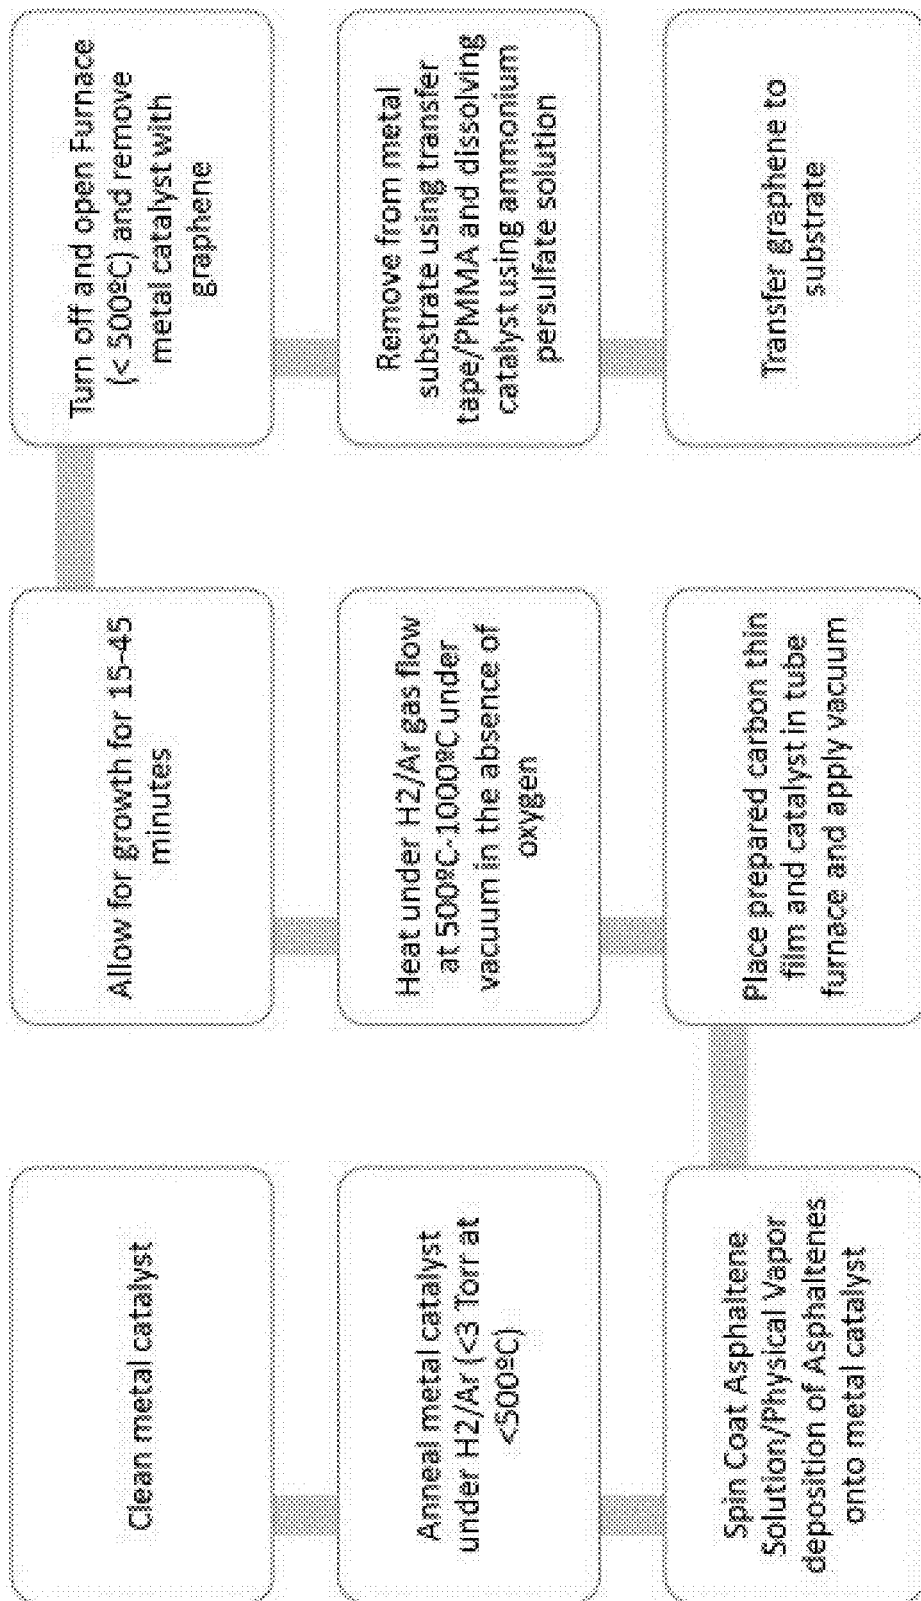 Clean metal catalyst
Anneal metal catalyst
under H2/Ar (<3 Torr at
<500ºC)
Spin Coat Asphaltene
Solution/Physical Vapor
deposition of Asphaltenes
onto metal catalyst
Place prepared carbon thin
film and catalyst in tube
furnace and apply vacuum
Heat under H2/Ar gas flow
at 500ºC-1000ºC under
vacuum in the absence of
oxygen
Allow for growth for 15-45
minutes
Turn off and open Furnace
(< 500ºC) and remove
metal catalyst with
graphene
Remove from metal
substrate using transfer
tape/PMMA and dissolving
catalyst using ammonium
persulfate solution
Transfer graphene to
substrate